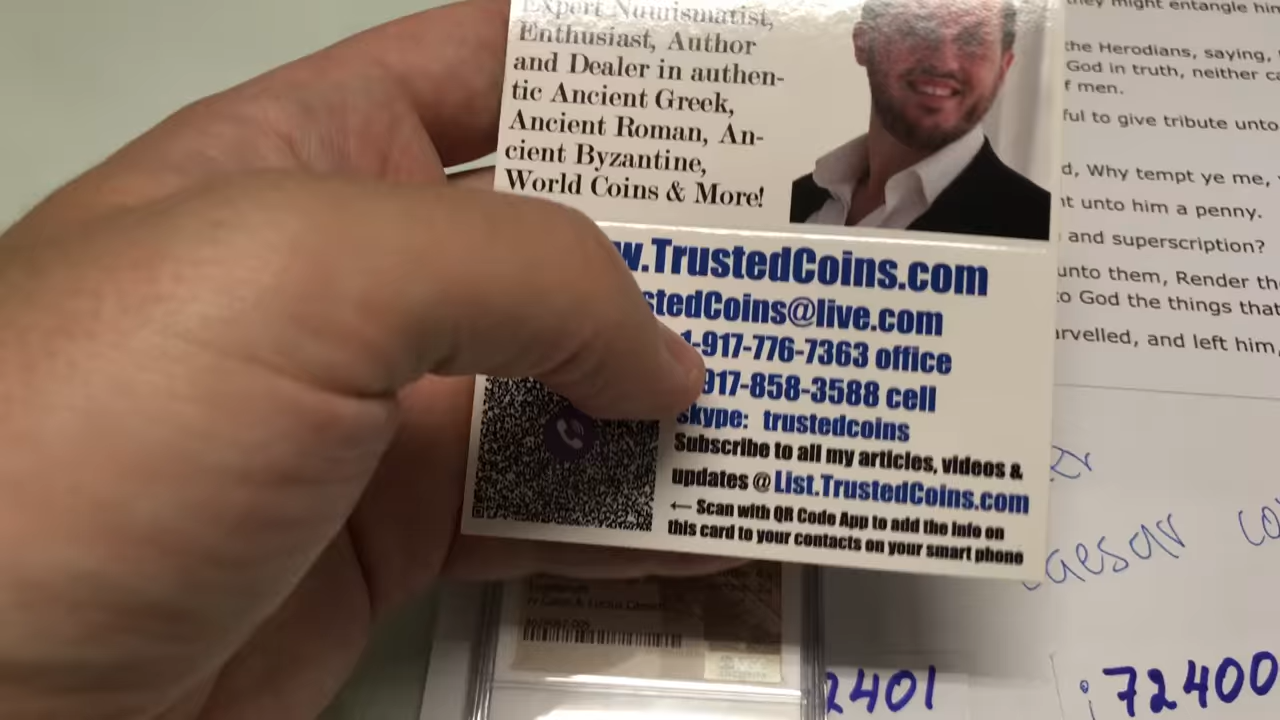 Expert Numismatist,
Enthusiast, Author
and Dealer in authen-
tic Ancient Greek,
Ancient Roman, An-
cient Byzantine,
World Coins & More!
w.TrustedCoins.com
stedCoins@live.com
1-917-776-7363 office
917-858-3588 cell
skype: trustedcoins
Subscribe to all my articles, videos &
updates @ List.TrustedCoins.com
← Scan with QR Code App to add the info on
this card to your contacts on your smart phone
they might entangle him
the Herodians, saying,
God in truth, neither
f men.
ful to give tribute unto
d, Why tempt ye me,
unto him a penny.
and superscription?
unto them, Render
to God the things that
arvelled, and left him,
aesar co
2401
72400